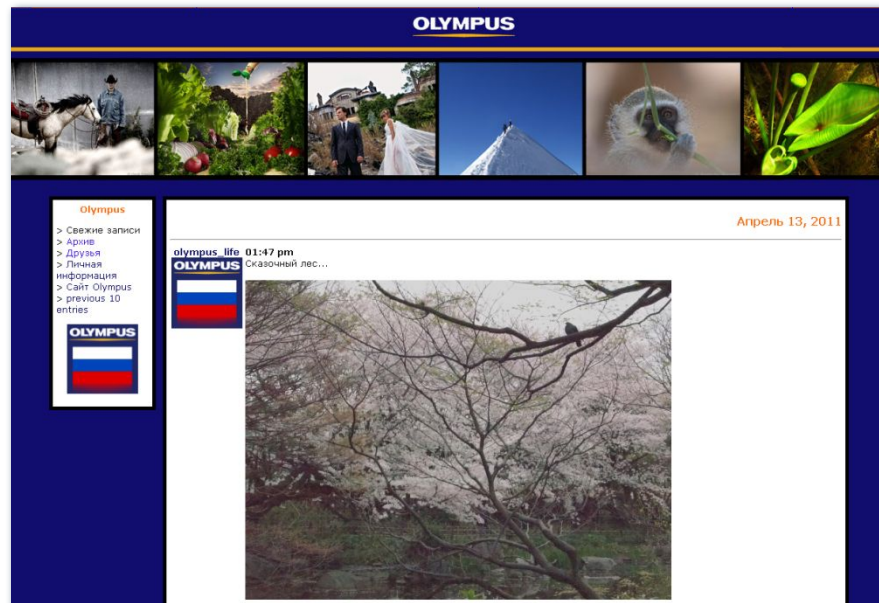 OLYMPUS
Olympus
> Свежие записи
> Архив
> Друзья
> Личная
информация
> Сайт Olympus
> previous 10
entries
OLYMPUS
Апрель 13, 2011
olympus_life 01:47 pm
OLYMPUS Сказочный лес...